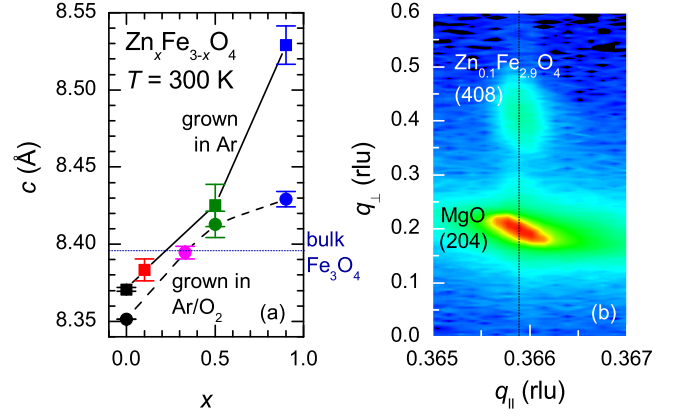 8.55
8.50
8.45
8.40
8.35
c (Å)
ZnₓFe₃₋ₓO₄
T = 300 K
grown
in Ar
bulk
Fe₃O₄
grown in
Ar/O₂
(a)
0.0
0.5
1.0
x
0.6
0.5
0.4
0.3
0.2
0.1
0.0
q⊥ (rlu)
Zn₀.₁Fe₂.₉O₄
(408)
MgO
(204)
(b)
0.365
0.366
0.367
q|| (rlu)